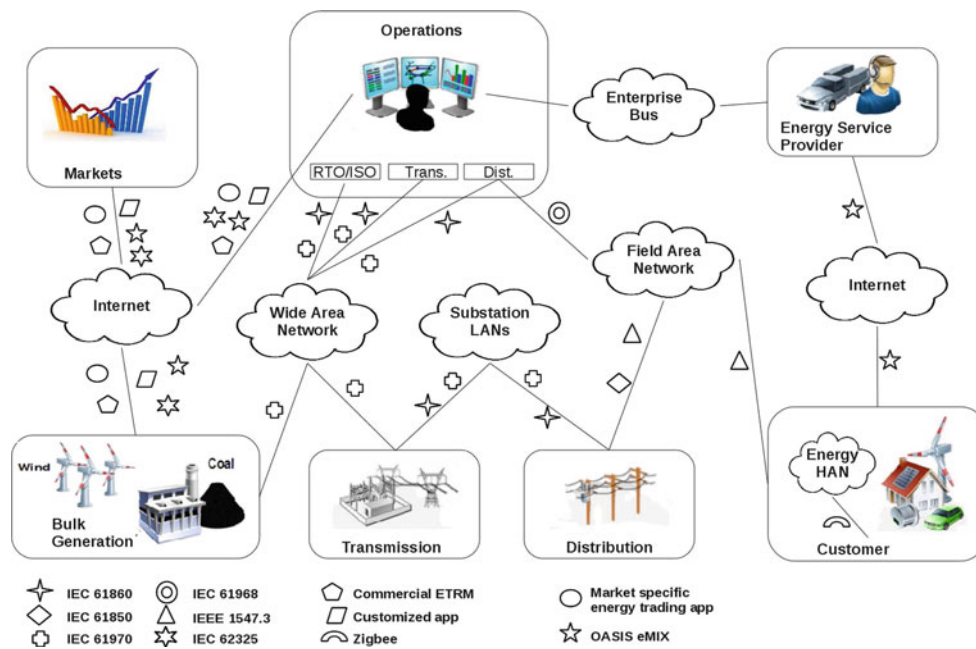 Operations
RTO/ISO
Trans.
Dist.
Markets
Enterprise
Bus
Energy Service
Provider
Internet
Wide Area
Network
Substation
LANs
Field Area
Network
Internet
Wind
Coal
Bulk
Generation
Transmission
Distribution
Energy
HAN
Customer
IEC 61860
IEC 61968
Commercial ETRM
Market specific
energy trading app
IEC 61850
IEEE 1547.3
Customized app
IEC 61970
IEC 62325
Zigbee
OASIS eMIX